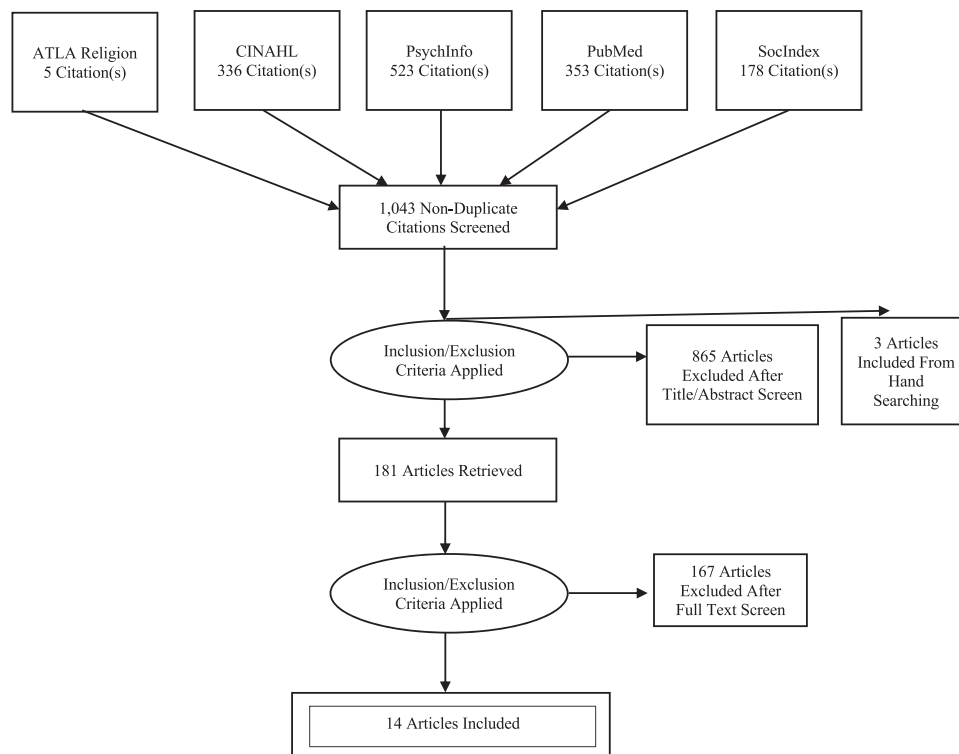 ATLA Religion
5 Citation(s)
CINAHL
336 Citation(s)
PsychInfo
523 Citation(s)
PubMed
353 Citation(s)
SocIndex
178 Citation(s)
1,043 Non-Duplicate
Citations Screened
Inclusion/Exclusion
Criteria Applied
865 Articles
Excluded After
Title/Abstract Screen
3 Articles
Included From
Hand
Searching
181 Articles Retrieved
Inclusion/Exclusion
Criteria Applied
167 Articles
Excluded After
Full Text Screen
14 Articles Included